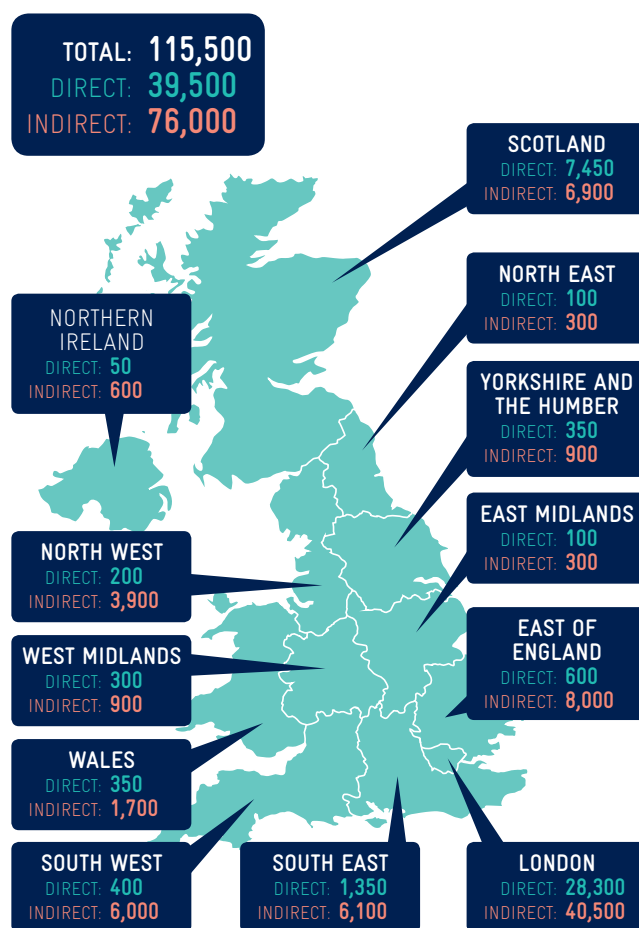 TOTAL: 115,500
DIRECT: 39,500
INDIRECT: 76,000
SCOTLAND
DIRECT: 7,450
INDIRECT: 6,900
NORTH EAST
DIRECT: 100
INDIRECT: 300
NORTHERN
IRELAND
DIRECT: 50
INDIRECT: 600
YORKSHIRE AND
THE HUMBER
DIRECT: 350
INDIRECT: 900
EAST MIDLANDS
DIRECT: 100
INDIRECT: 300
NORTH WEST
DIRECT: 200
INDIRECT: 3,900
EAST OF
ENGLAND
DIRECT: 600
INDIRECT: 8,000
WEST MIDLANDS
DIRECT: 300
INDIRECT: 900
WALES
DIRECT: 350
INDIRECT: 1,700
SOUTH WEST
DIRECT: 400
INDIRECT: 6,000
SOUTH EAST
DIRECT: 1,350
INDIRECT: 6,100
LONDON
DIRECT: 28,300
INDIRECT: 40,500